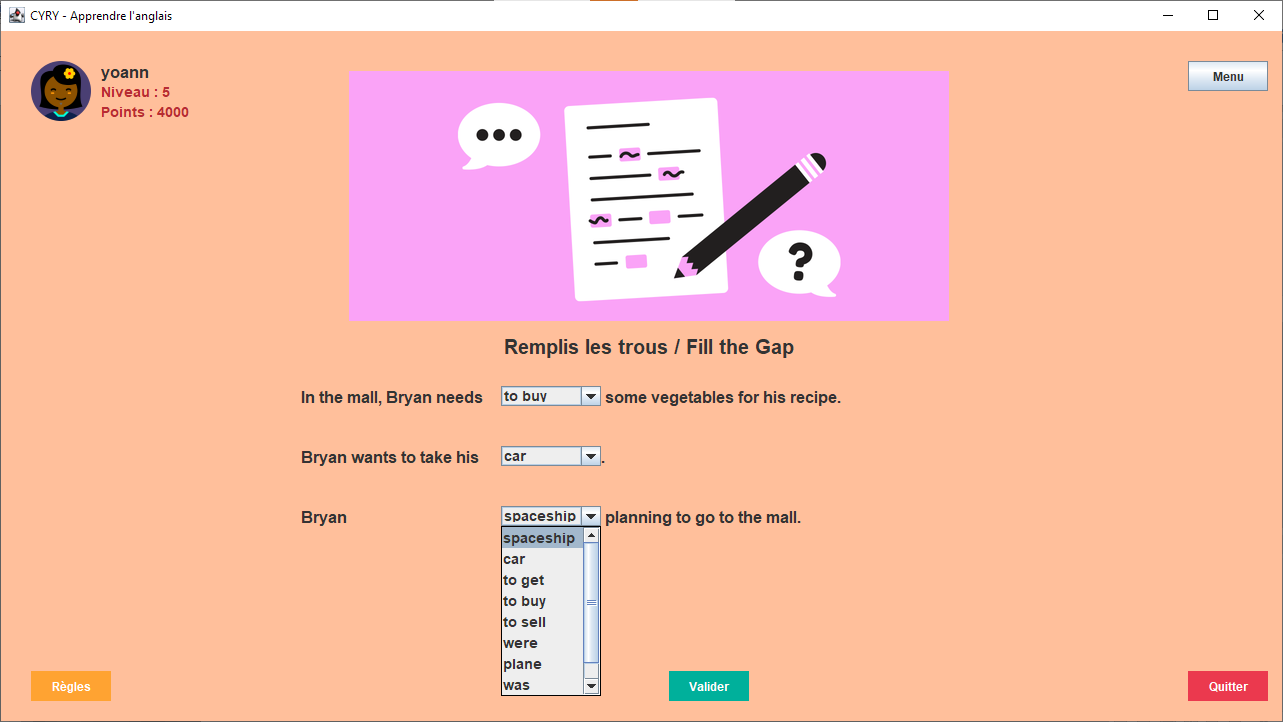 CYRY - Apprendre l'anglais
yoann
Niveau : 5
Points : 4000
Menu
?
Remplis les trous / Fill the Gap
In the mall, Bryan needs to buy some vegetables for his recipe.
Bryan wants to take his car .
Bryan spaceship planning to go to the mall.
spaceship
car
to get
to buy
to sell
were
plane
was
Règles
Valider
Quitter